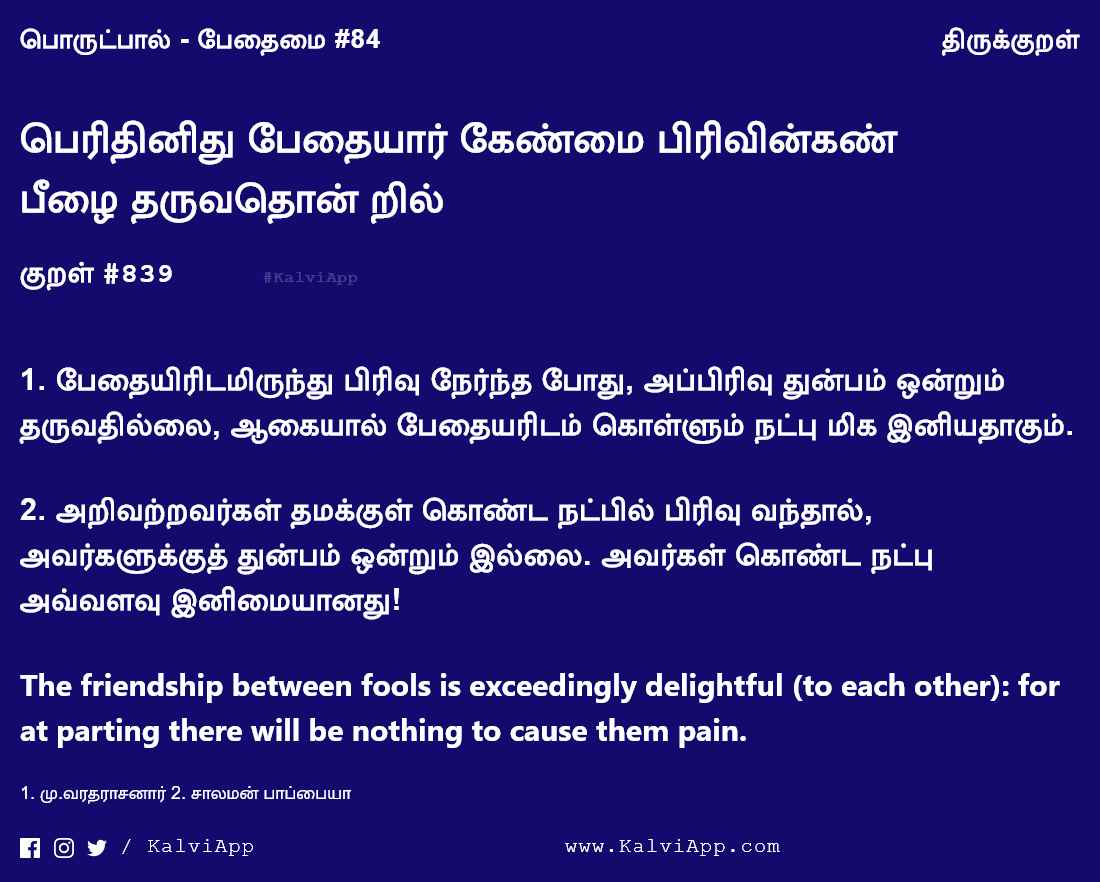 பொருட்பால் - பேதைமை #84
திருக்குறள்
பெரிதினிது பேதையார் கேண்மை பிரிவின்கண்
பீழை தருவதொன் றில்
குறள் #839
#KalviApp
1. பேதையிரிடமிருந்து பிரிவு நேர்ந்த போது, அப்பிரிவு துன்பம் ஒன்றும்
தருவதில்லை, ஆகையால் பேதையரிடம் கொள்ளும் நட்பு மிக இனியதாகும்.
2. அறிவற்றவர்கள் தமக்குள் கொண்ட நட்பில் பிரிவு வந்தால்,
அவர்களுக்குத் துன்பம் ஒன்றும் இல்லை. அவர்கள் கொண்ட நட்பு
அவ்வளவு இனிமையானது!
The friendship between fools is exceedingly delightful (to each other): for
at parting there will be nothing to cause them pain.
1. மு.வரதராசனார் 2. சாலமன் பாப்பையா
/ KalviApp
www.KalviApp.com